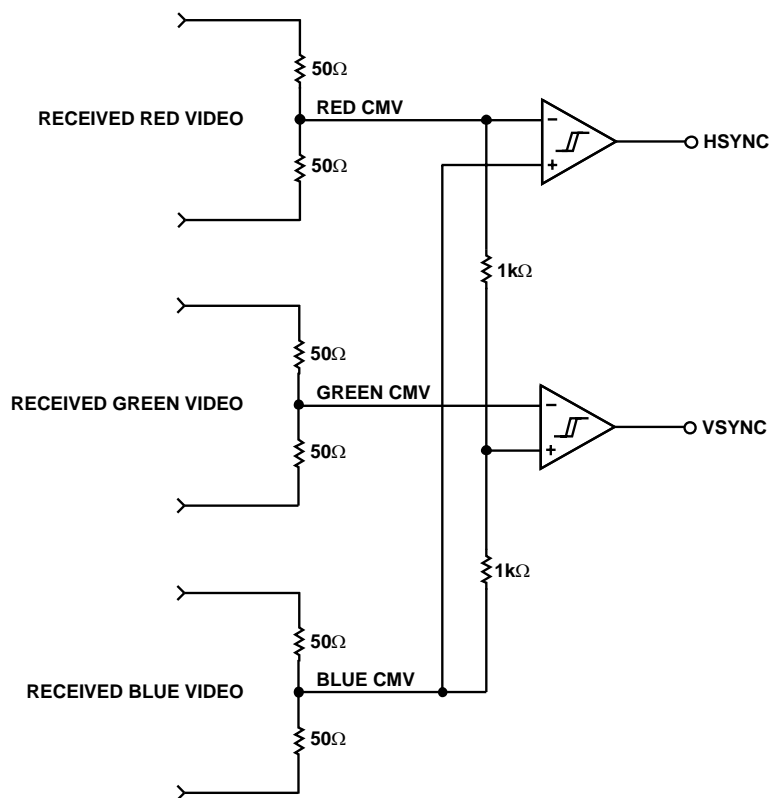 50Ω
RED CMV
RECEIVED RED VIDEO
−
HSYNC
50Ω
+
1kΩ
50Ω
GREEN CMV
RECEIVED GREEN VIDEO
−
VSYNC
50Ω
+
1kΩ
50Ω
BLUE CMV
RECEIVED BLUE VIDEO
50Ω